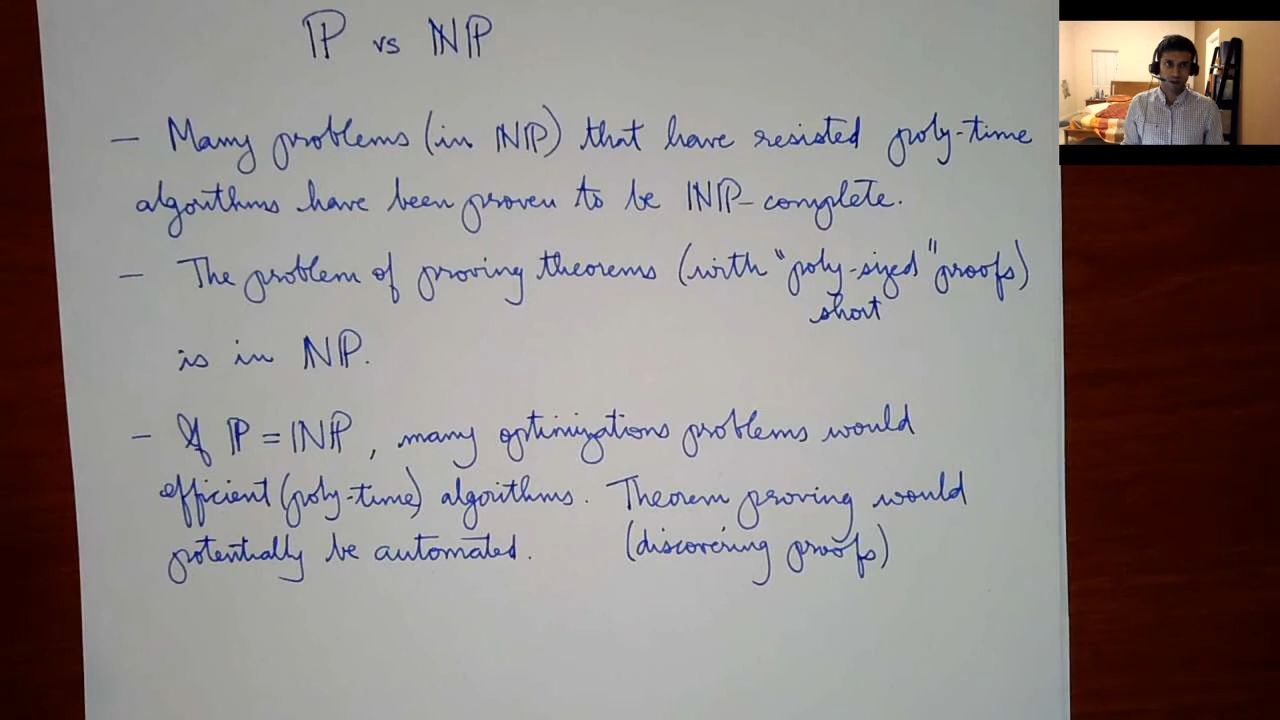 ℙ vs ℕℙ
– Many problems (in ℕℙ) that have resisted poly-time
algorithms have been proven to be ℕℙ-complete.
– The problem of proving theorems (with "poly-sized" proofs)
short
is in ℕℙ.
– If ℙ = ℕℙ, many optimizations problems would
efficient (poly-time) algorithms. Theorem proving would
potentially be automated. (discovering proofs)